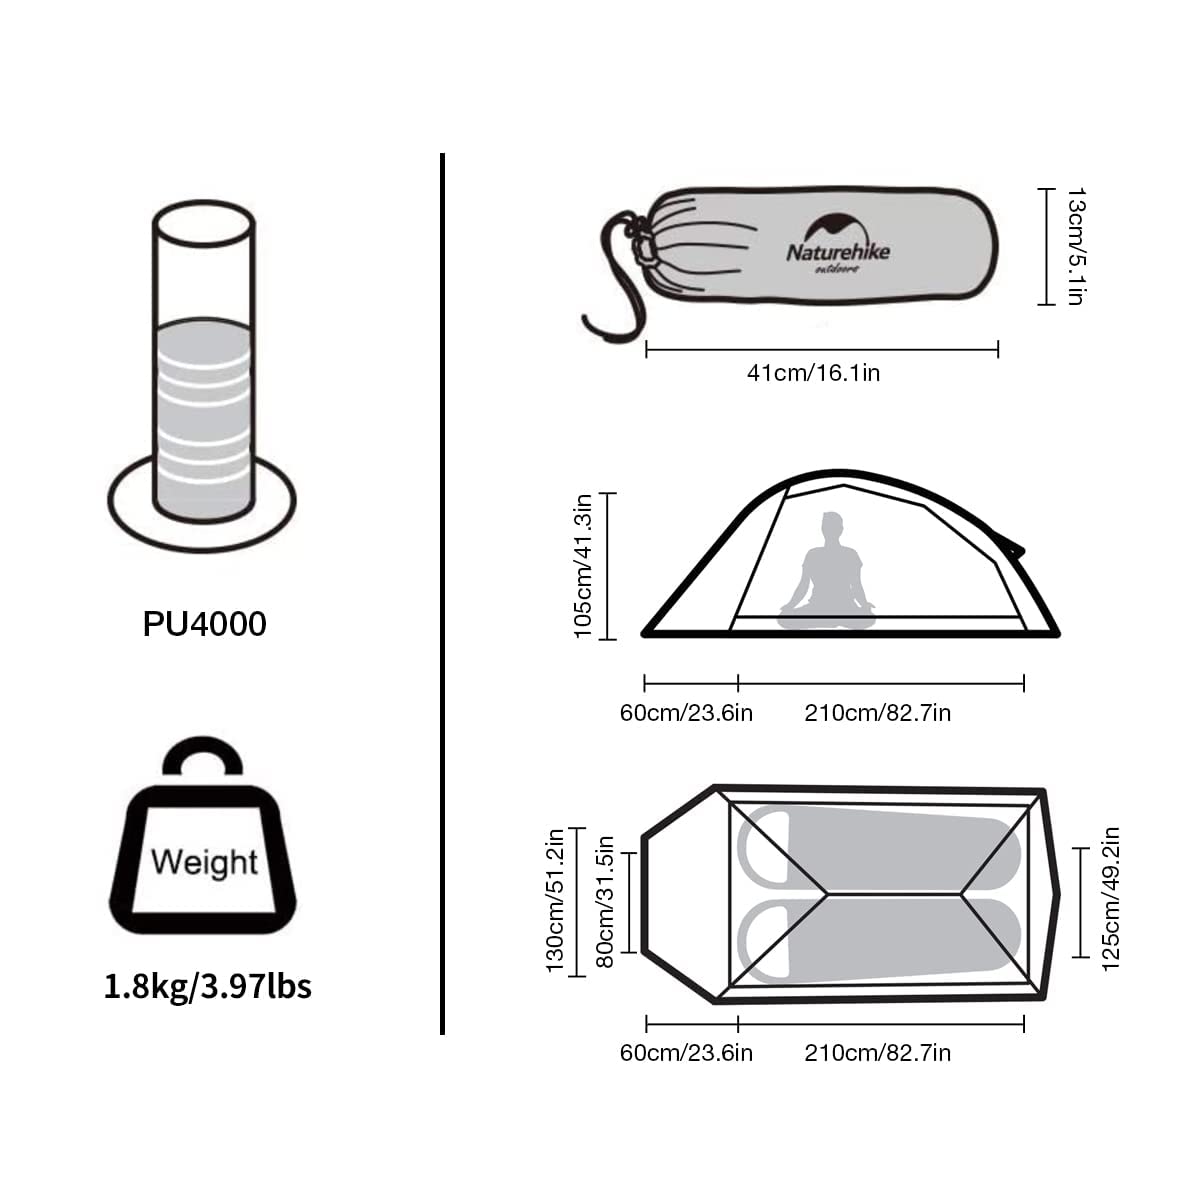 PU4000
Weight
1.8kg/3.97lbs
Naturehike
outdoors
13cm/5.1in
41cm/16.1in
105cm/41.3in
60cm/23.6in
210cm/82.7in
130cm/51.2in
80cm/31.5in
125cm/49.2in
60cm/23.6in
210cm/82.7in